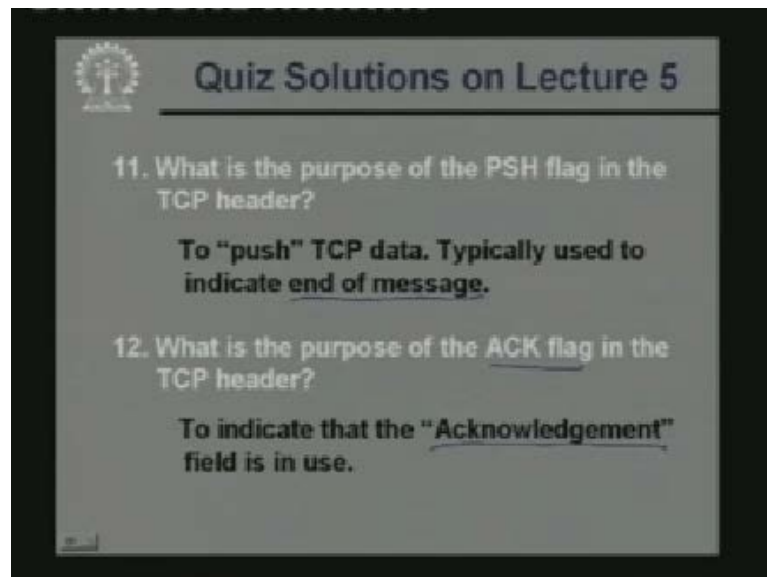 Quiz Solutions on Lecture 5
11. What is the purpose of the PSH flag in the
TCP header?
To “push” TCP data. Typically used to
indicate end of message.
12. What is the purpose of the ACK flag in the
TCP header?
To indicate that the “Acknowledgement”
field is in use.